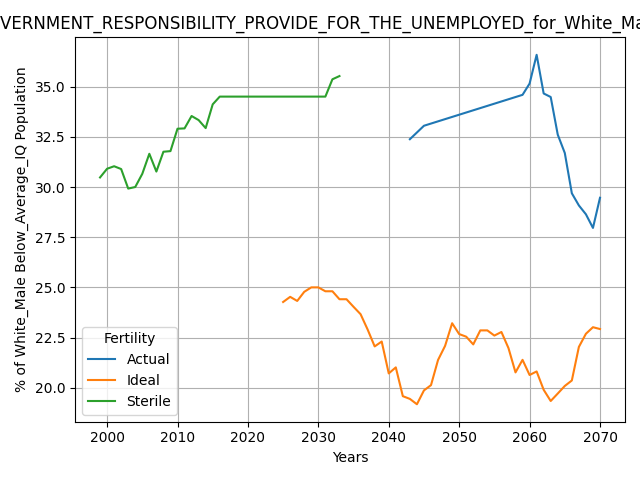 VERNMENT_RESPONSIBILITY_PROVIDE_FOR_THE_UNEMPLOYED_for_White_Ma
% of White_Male Below_Average_IQ Population
35.0
32.5
30.0
27.5
25.0
22.5
20.0
Fertility
Actual
Ideal
Sterile
2000
2010
2020
2030
2040
2050
2060
2070
Years